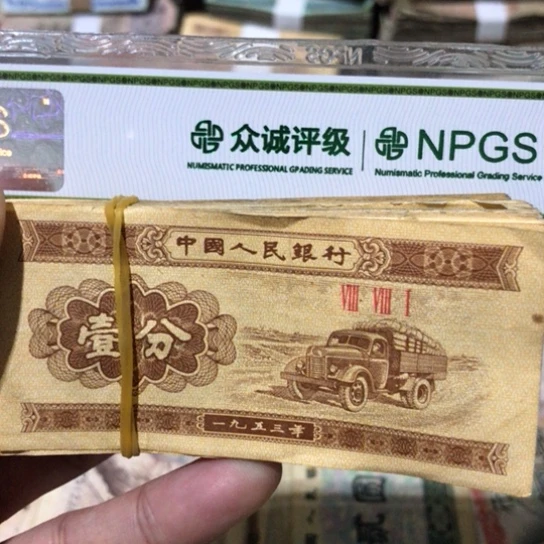 众诚评级
NUMISMATIC PROFESSIONAL GRADING SERVICE
NPGS
Numismatic Professional Grading Service
中國人民銀行
VIII VIII I
壹分
一九五三年